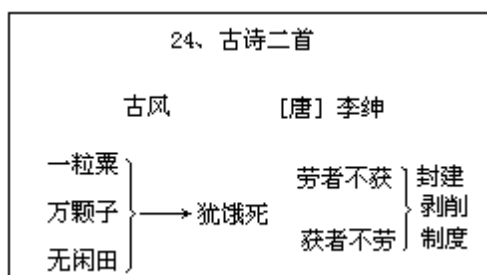 24、古诗二首
古风 [唐] 李绅
一粒粟
万颗子
无闲田
犹饿死
劳者不获
获者不劳
封建
剥削
制度